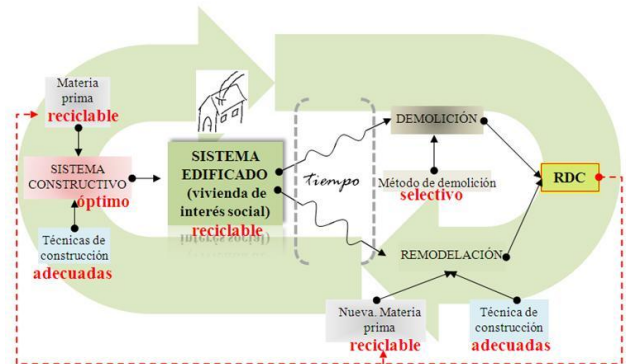 Materia
prima
reciclable
SISTEMA
CONSTRUCTIVO
óptimo
Técnicas de
construcción
adecuadas
SISTEMA
EDIFICADO
(vivienda de
interés social)
reciclable
tiempo
DEMOLICIÓN
Método de demolición
selectivo
RDC
REMODELACIÓN
Nueva. Materia
prima
reciclable
Técnica de
construcción
adecuadas